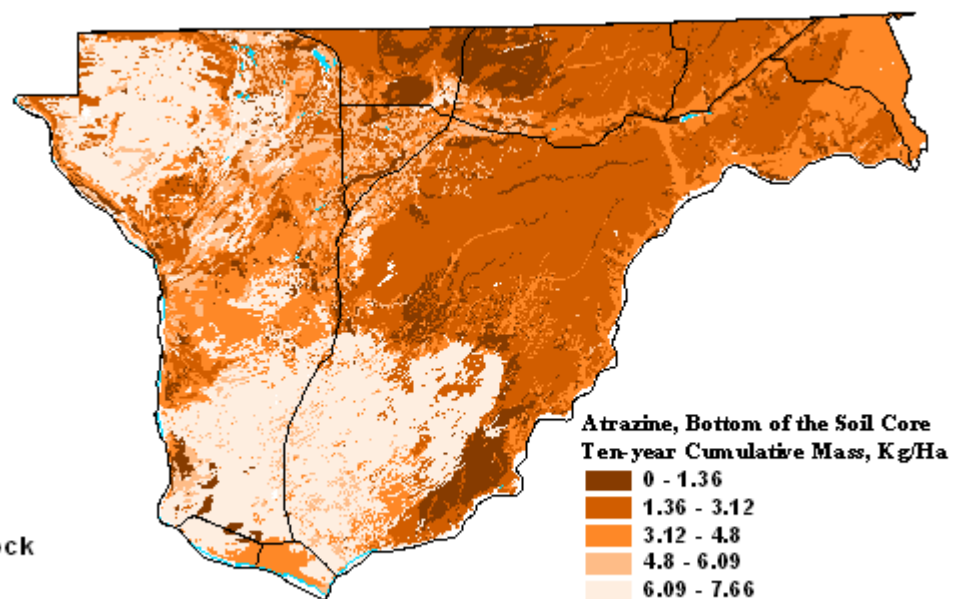 Atrazine, Bottom of the Soil Core
Ten-year Cumulative Mass, Kg/Ha
0 - 1.36
1.36 - 3.12
3.12 - 4.8
4.8 - 6.09
6.09 - 7.66
ock